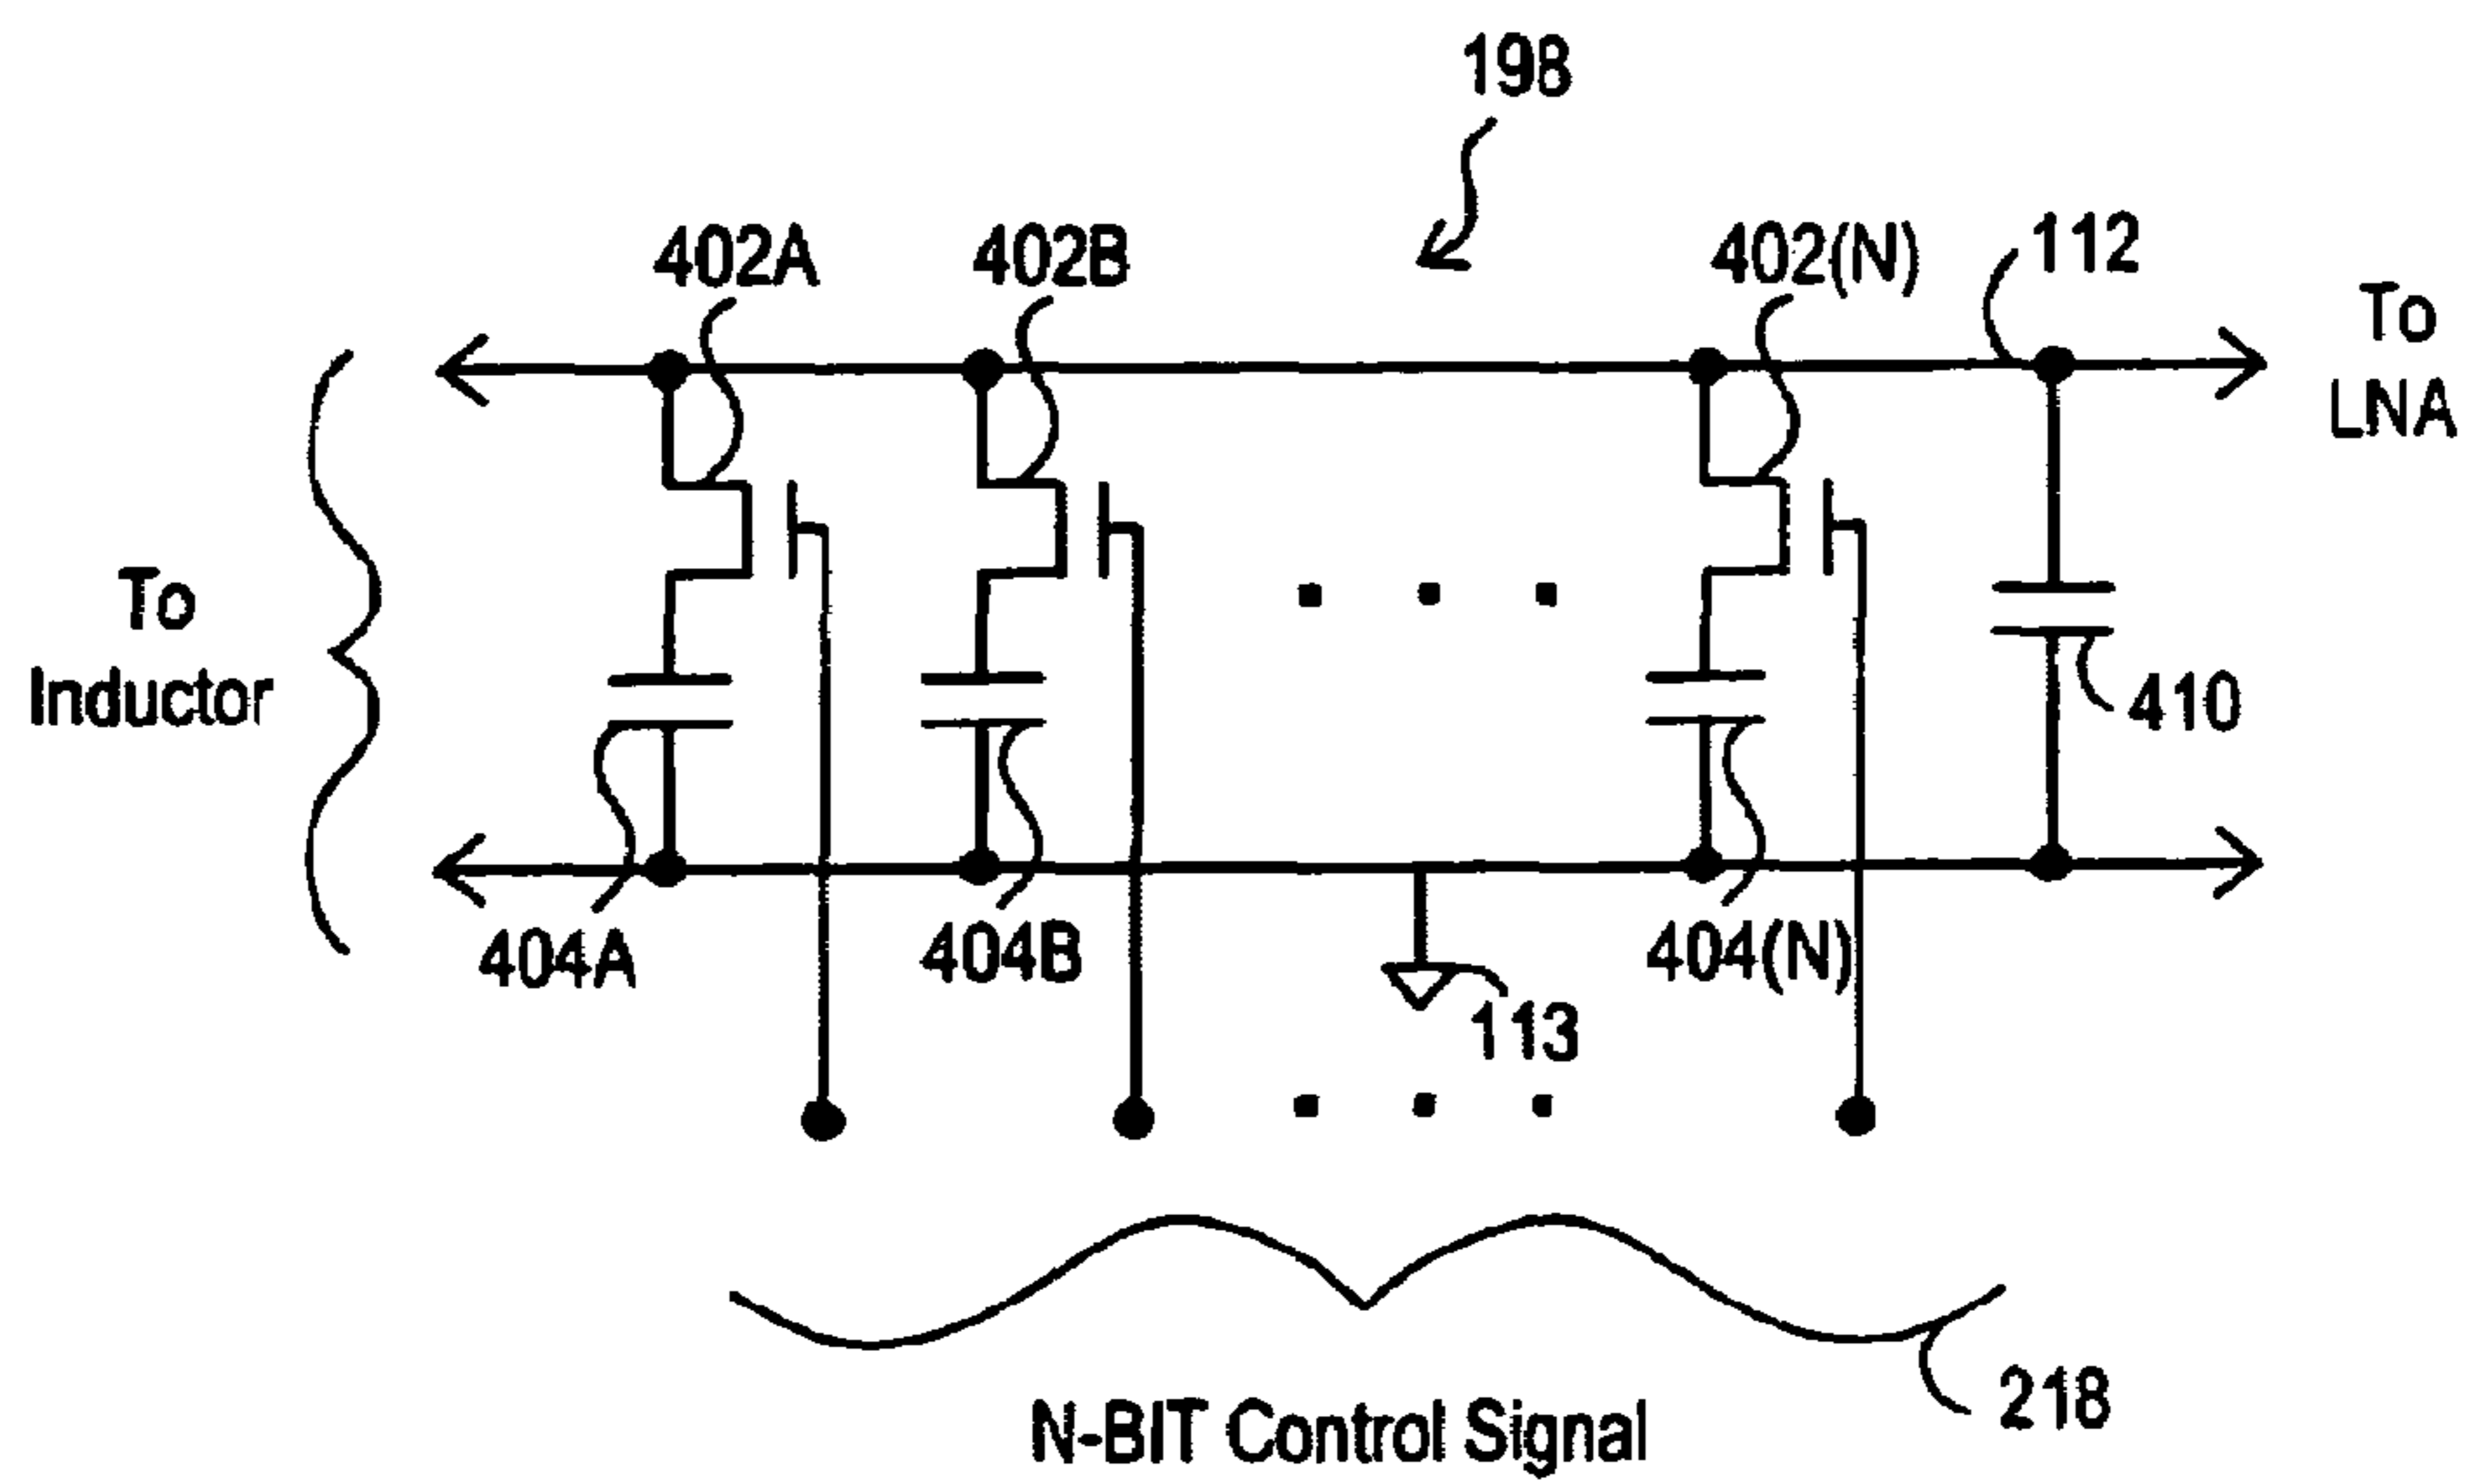 198
402A
402B
402(N)
112
To
LNA
To
Inductor
410
404A
404B
404(N)
113
218
N-BIT Control Signal